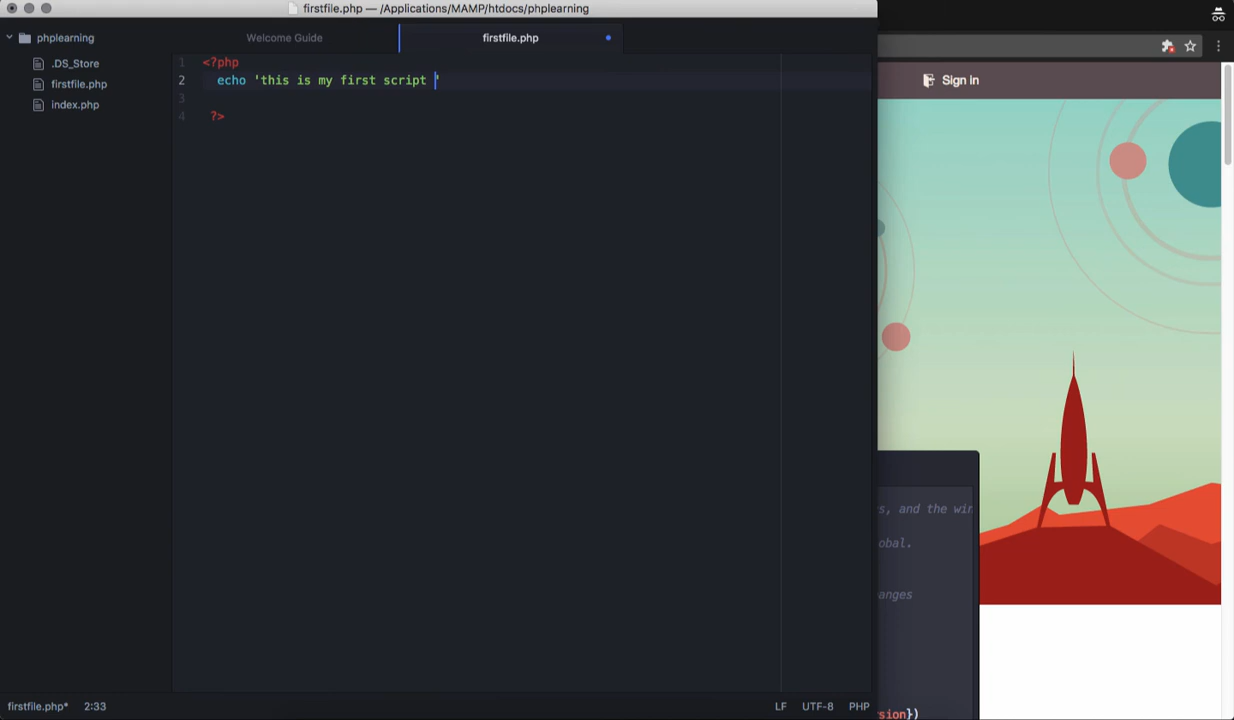 firstfile.php — /Applications/MAMP/htdocs/phplearning
phplearning
.DS_Store
firstfile.php
index.php
Welcome Guide
firstfile.php
1 <?php
2 echo 'this is my first script '
3
4 ?>
Sign in
s, and the win
obal.
anges
sion})
firstfile.php* 2:33
LF UTF-8 PHP